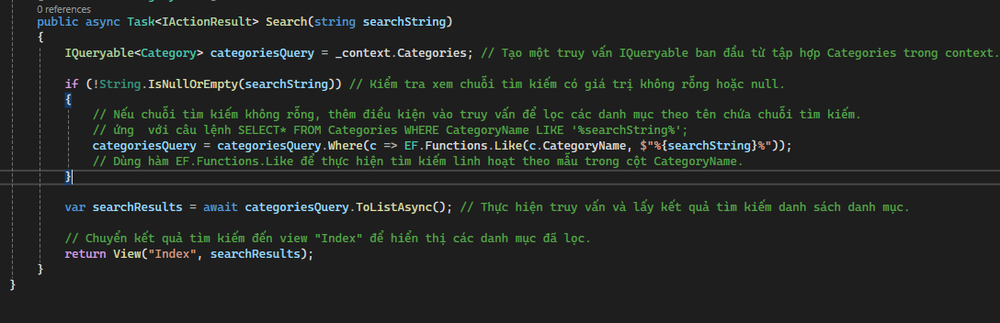 0 references
public async Task<IActionResult> Search(string searchString)
{
IQueryable<Category> categoriesQuery = _context.Categories; // Tạo một truy vấn IQueryable ban đầu từ tập hợp Categories trong context.
if (!String.IsNullOrEmpty(searchString)) // Kiểm tra xem chuỗi tìm kiếm có giá trị không rỗng hoặc null.
{
// Nếu chuỗi tìm kiếm không rỗng, thêm điều kiện vào truy vấn để lọc các danh mục theo tên chứa chuỗi tìm kiếm.
// ứng  với câu lệnh SELECT* FROM Categories WHERE CategoryName LIKE '%searchString%';
categoriesQuery = categoriesQuery.Where(c => EF.Functions.Like(c.CategoryName, $"%{searchString}%"));
// Dùng hàm EF.Functions.Like để thực hiện tìm kiếm linh hoạt theo mẫu trong cột CategoryName.
}
var searchResults = await categoriesQuery.ToListAsync(); // Thực hiện truy vấn và lấy kết quả tìm kiếm danh sách danh mục.
// Chuyển kết quả tìm kiếm đến view "Index" để hiển thị các danh mục đã lọc.
return View("Index", searchResults);
}
}